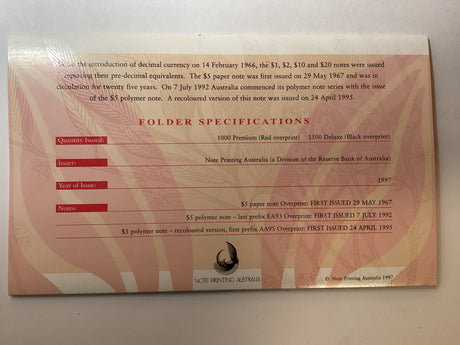 With the introduction of decimal currency on 14 February 1966, the $1, $2, $10 and $20 notes were issued
replacing their pre-decimal equivalents. The $5 paper note was first issued on 29 May 1967 and was in
circulation for twenty five years. On 7 July 1992 Australia commenced its polymer note series with the issue
of the $5 polymer note. A recoloured version of this note was issued on 24 April 1995.
FOLDER SPECIFICATIONS
Quantity Issued: 1000 Premium (Red overprint) 1500 Deluxe (Black overprint)
Issuer: Note Printing Australia (a Division of the Reserve Bank of Australia)
Year of Issue: 1997
Notes: $5 paper note Overprint: FIRST ISSUED 29 MAY 1967
$5 polymer note – last prefix EA93 Overprint: FIRST ISSUED 7 JULY 1992
$5 polymer note – recoloured version, first prefix AA95 Overprint: FIRST ISSUED 24 APRIL 1995
NOTE PRINTING AUSTRALIA
© Note Printing Australia 1997